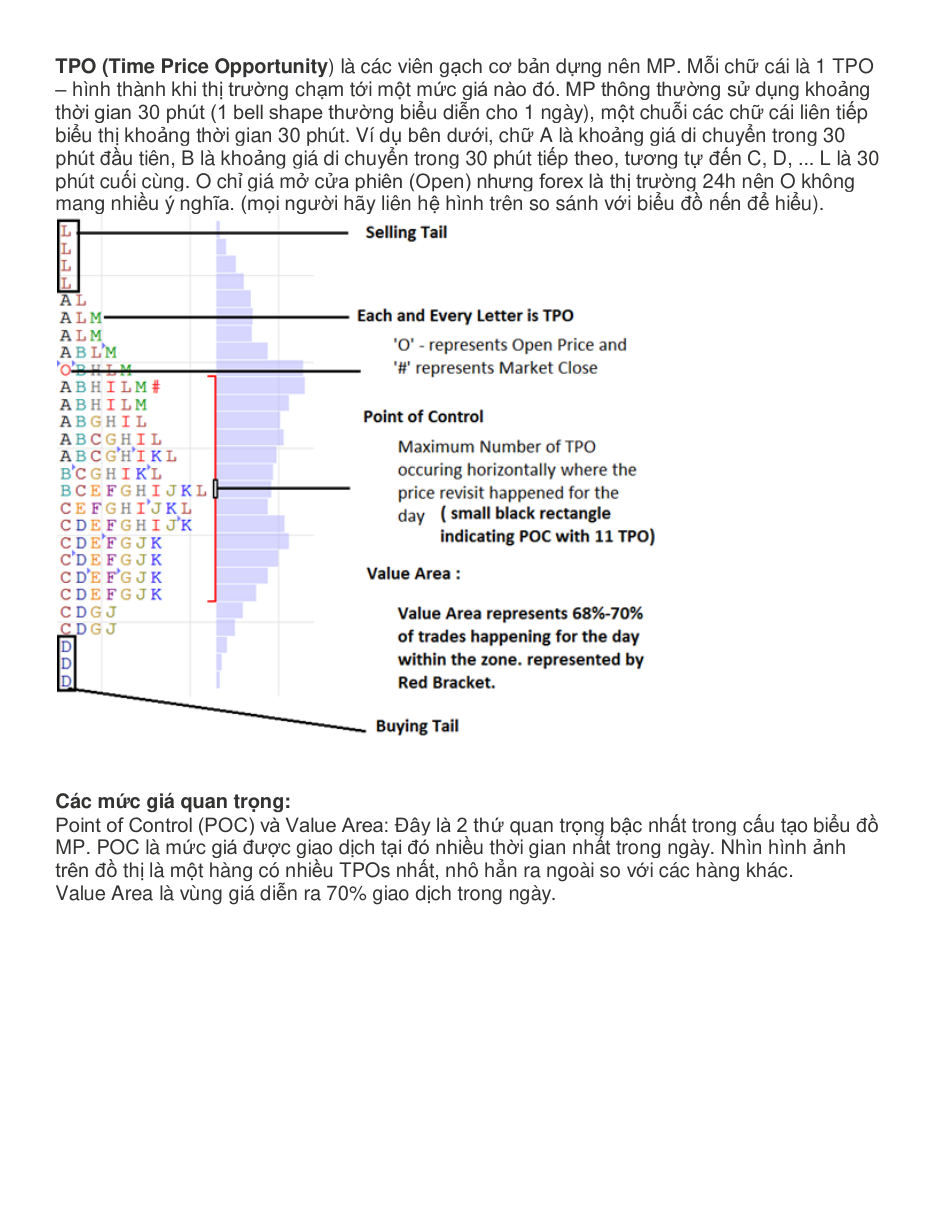 TPO (Time Price Opportunity) là các viên gạch cơ bản dựng nên MP. Mỗi chữ cái là 1 TPO
– hình thành khi thị trường chạm tới một mức giá nào đó. MP thông thường sử dụng khoảng
thời gian 30 phút (1 bell shape thường biểu diễn cho 1 ngày), một chuỗi các chữ cái liên tiếp
biểu thị khoảng thời gian 30 phút. Ví dụ bên dưới, chữ A là khoảng giá di chuyển trong 30
phút đầu tiên, B là khoảng giá di chuyển trong 30 phút tiếp theo, tương tự đến C, D, ... L là 30
phút cuối cùng. O chỉ giá mở cửa phiên (Open) nhưng forex là thị trường 24h nên O không
mang nhiều ý nghĩa. (mọi người hãy liên hệ hình trên so sánh với biểu đồ nến để hiểu).
L
L
L
L
A L
A L M
A L M
A B L M
O B H L M
A B H I L M #
A B H I L M
A B G H I L
A B C G H I L
A B C G H I K L
B C G H I K L
B C E F G H I J K L
C E F G H I J K L
C D E F G H I J K
C D E F G J K
C D E F G J K
C D E F G J K
C D E F G J K
C D G J
C D G J
D
D
D
Selling Tail
Each and Every Letter is TPO
'O' - represents Open Price and
'#' represents Market Close
Point of Control
Maximum Number of TPO
occuring horizontally where the
price revisit happened for the
day ( small black rectangle
indicating POC with 11 TPO)
Value Area :
Value Area represents 68%-70%
of trades happening for the day
within the zone. represented by
Red Bracket.
Buying Tail
Các mức giá quan trọng:
Point of Control (POC) và Value Area: Đây là 2 thứ quan trọng bậc nhất trong cấu tạo biểu đồ
MP. POC là mức giá được giao dịch tại đó nhiều thời gian nhất trong ngày. Nhìn hình ảnh
trên đồ thị là một hàng có nhiều TPOs nhất, nhô hẳn ra ngoài so với các hàng khác.
Value Area là vùng giá diễn ra 70% giao dịch trong ngày.